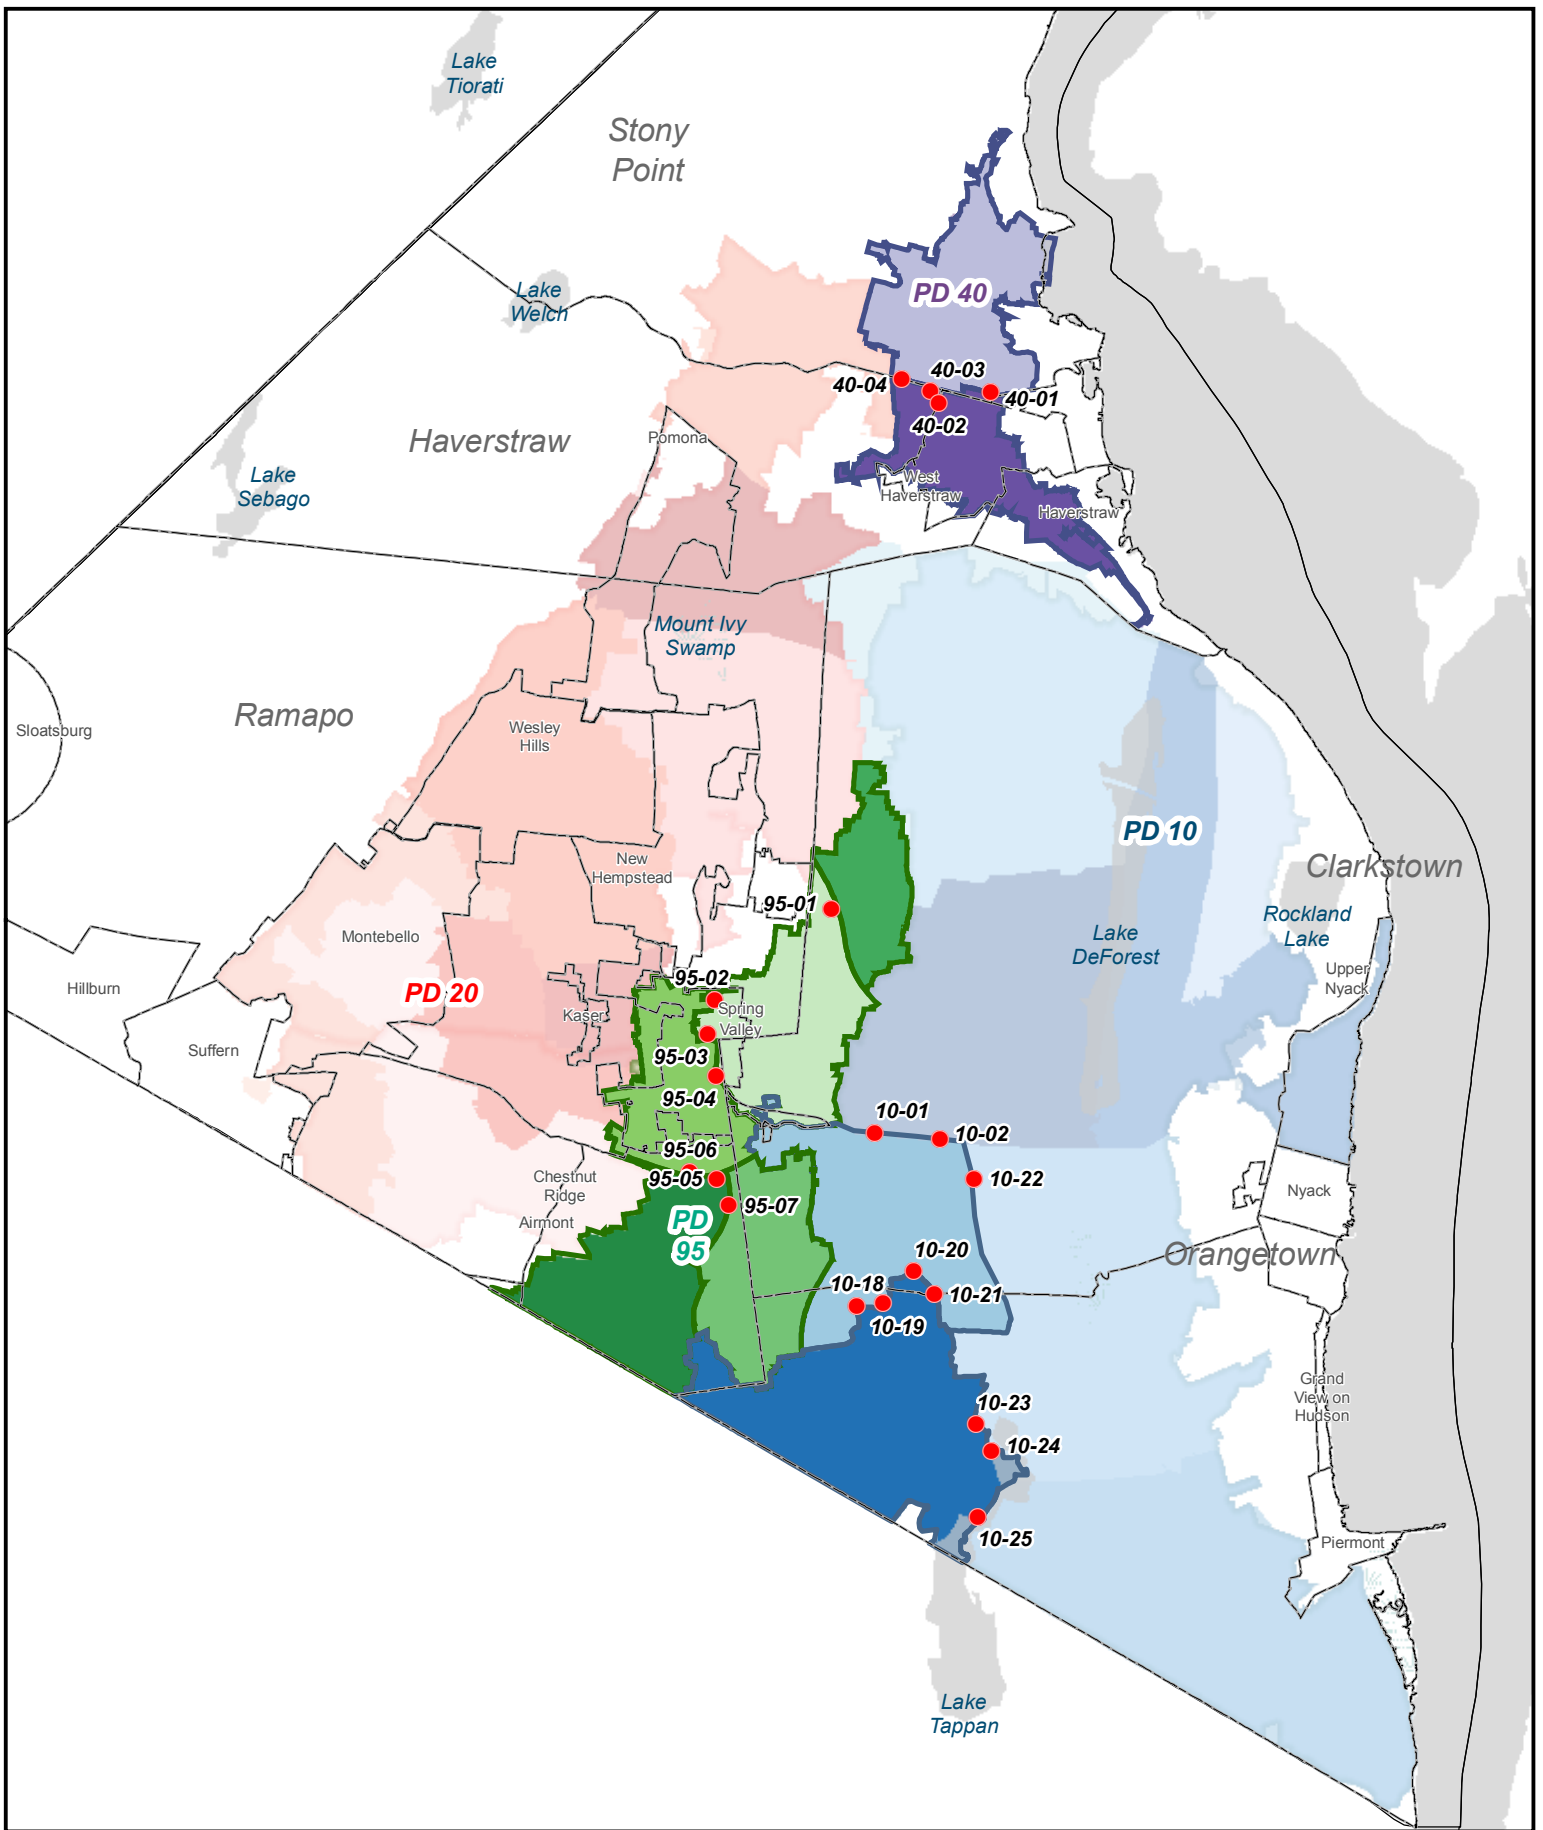 Lake
Tiorati
Stony
Point
Lake
Welch
PD 40
40-03
40-04
40-01
40-02
Haverstraw
Pomona
Lake
Sebago
West
Haverstraw
Haverstraw
Mount Ivy
Swamp
Ramapo
Sloatsburg
Wesley
Hills
PD 10
New
Hempstead
Clarkstown
95-01
Rockland
Lake
Montebello
Lake
DeForest
Upper
Nyack
95-02
Hillburn
PD 20
Kaser
Spring
Valley
Suffern
95-03
95-04
10-01
10-02
95-06
Chestnut
Ridge
95-05
10-22
Nyack
95-07
Airmont
PD
95
10-20
Orangetown
10-18
10-21
10-19
Grand
View on
Hudson
10-23
10-24
10-25
Piermont
Lake
Tappan